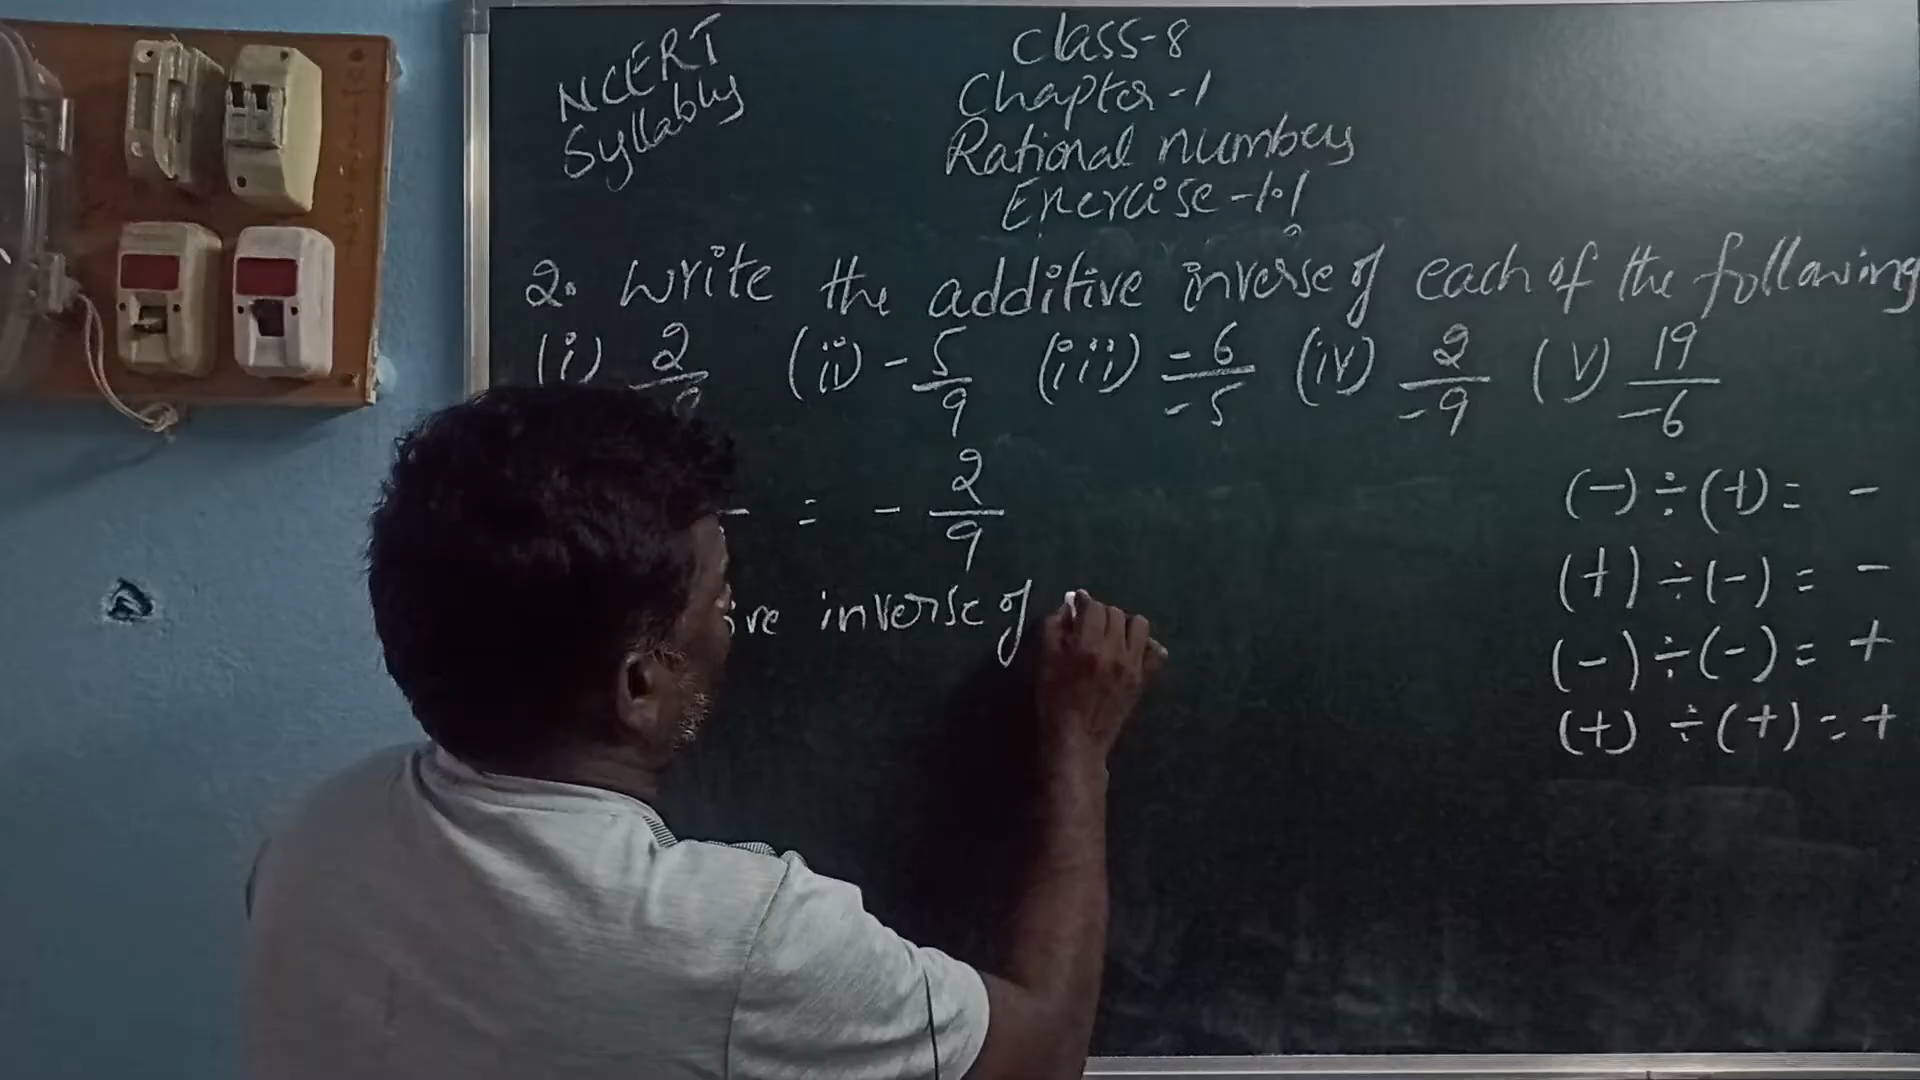 NCERT
Syllabus
Class-8
Chapter-1
Rational numbers
Exercise-1.1
2. Write the additive inverse of each of the following
(i) 2/9 (ii) -5/9 (iii) -6/-5 (iv) 2/-9 (v) 19/-6
= - 2/9
inverse of
(-) ÷ (+) = -
(+) ÷ (-) = -
(-) ÷ (-) = +
(+) ÷ (+) = +